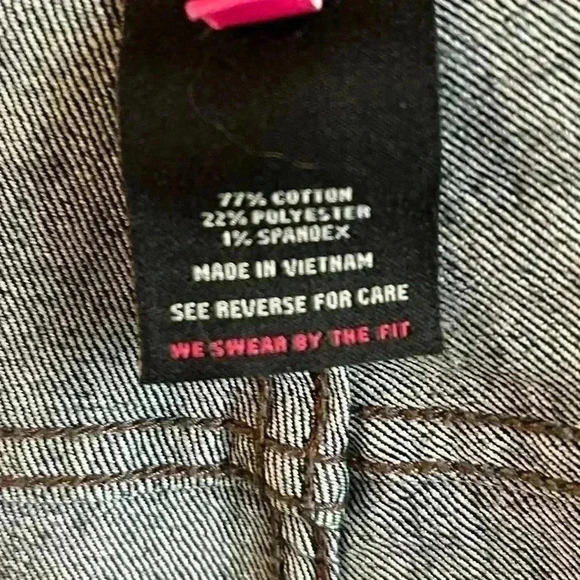 77% COTTON
22% POLYESTER
1% SPANDEX
MADE IN VIETNAM
SEE REVERSE FOR CARE
WE SWEAR BY THE FIT